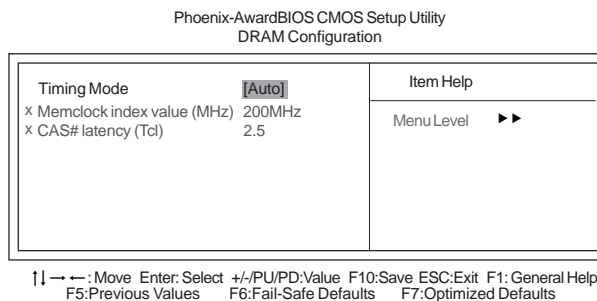 Phoenix-AwardBIOS CMOS Setup Utility
DRAM Configuration
Timing Mode [Auto]
x Memclock index value (MHz) 200MHz
x CAS# latency (Tcl) 2.5
Item Help
Menu Level ►►
↑↓→←: Move Enter: Select +/-/PU/PD:Value F10:Save ESC:Exit F1: General Help
F5:Previous Values F6:Fail-Safe Defaults F7:Optimized Defaults